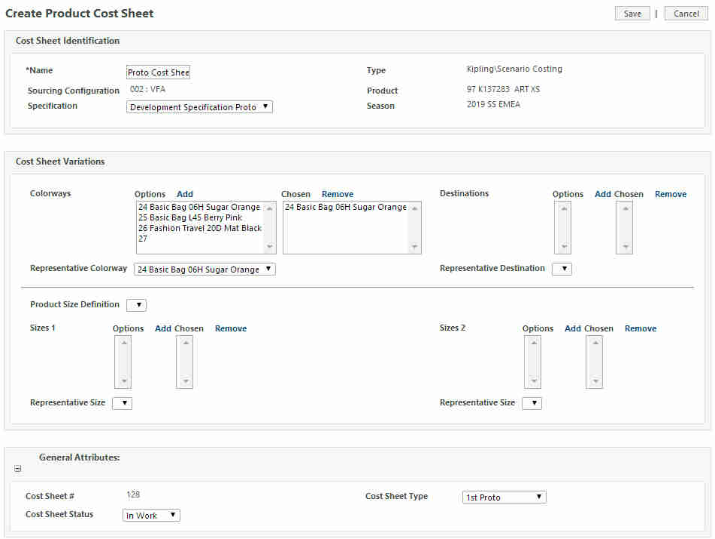 Create Product Cost Sheet
Save | Cancel
Cost Sheet Identification
*Name Proto Cost Shee Type Kipling\Scenario Costing
Sourcing Configuration 002 : VFA Product 97 K137283 ART XS
Specification Development Specification Proto Season 2019 SS EMEA
Cost Sheet Variations
Colorways Options Add Chosen Remove Destinations Options Add Chosen Remove
24 Basic Bag 06H Sugar Orange 24 Basic Bag 06H Sugar Orange
25 Basic Bag L45 Berry Pink
26 Fashion Travel 20D Mat Black
27
Representative Colorway 24 Basic Bag 06H Sugar Orange Representative Destination
Product Size Definition
Sizes 1 Options Add Chosen Remove Sizes 2 Options Add Chosen Remove
Representative Size Representative Size
General Attributes:
Cost Sheet # 128 Cost Sheet Type 1st Proto
Cost Sheet Status In Work